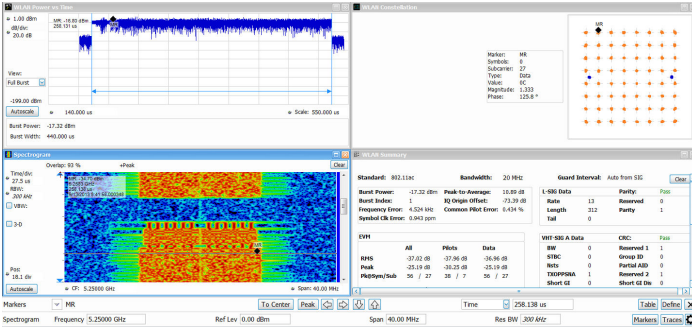 WLAN Power vs Time
1.00 dBm
dB/div:
20.0 dB
MR: -16.80 dBm
258.131 us
MR
View:
Full Burst
-199.00 dBm
Autoscale
140.000 us
Scale: 550.000 us
Burst Power: -17.32 dBm
Burst Width: 440.000 us
WLAN Constellation
MR
Marker: MR
Symbols: 0
Subcarrier: 27
Type: Data
Value: 0C
Magnitude: 1.333
Phase: 125.8 °
Spectrogram
Overlap: 93 %
+Peak
Clear
Time/div:
27.5 us
RBW:
300 kHz
VBW:
3-D
Pos:
18.1 div
Autoscale
CF: 5.25000 GHz
Span: 40.00 MHz
258.138 us
MR
WLAN Summary
Standard: 802.11ac
Bandwidth: 20 MHz
Guard Interval: Auto from SIG
Clear
Burst Power: -17.32 dBm Peak-to-Average: 10.89 dB
Burst Index: 1 IQ Origin Offset: -73.39 dB
Frequency Error: 4.524 kHz Common Pilot Error: 0.434 %
Symbol Clk Error: 0.943 ppm
L-SIG Data Parity: Pass
Rate 13 Reserved 0
Length 312 Parity 1
Tail 0
EVM
All Pilots Data
RMS -37.02 dB -37.96 dB -36.96 dB
Peak -25.19 dB -30.25 dB -25.19 dB
Pk@Sym/Sub 56 / 27 38 / 7 56 / 27
VHT-SIG A Data CRC: Pass
BW 0 Reserved 1 1
STBC 0 Group ID 0
Nsts 0 Partial AID 0
TXOPPSNA 1 Reserved 2 1
Short GI 0 Short GI Dis 0
Markers MR To Center Peak Time 258.138 us Table Define
Spectrogram Frequency 5.25000 GHz Ref Lev 0.00 dBm Span 40.00 MHz Res BW 300 kHz Markers Traces